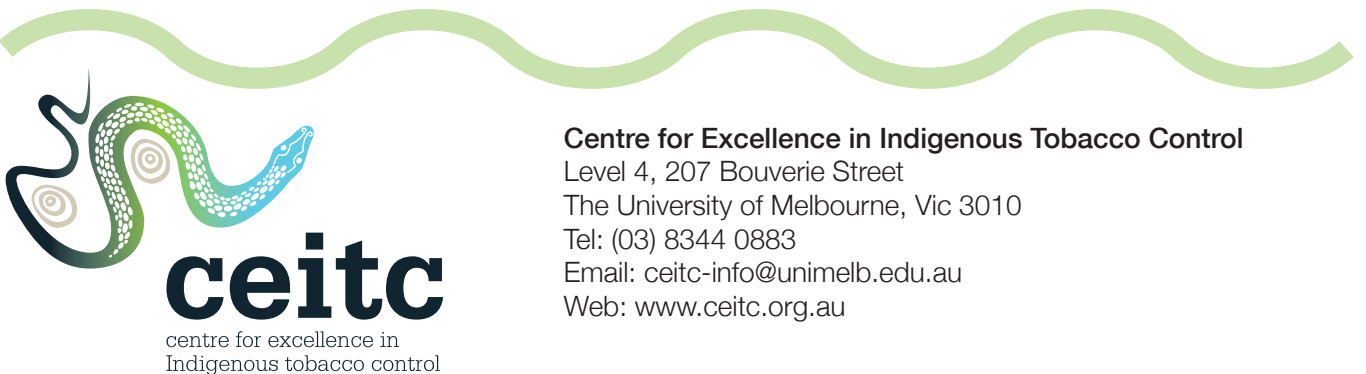 Centre for Excellence in Indigenous Tobacco Control
Level 4, 207 Bouverie Street
The University of Melbourne, Vic 3010
Tel: (03) 8344 0883
Email: ceitc-info@unimelb.edu.au
Web: www.ceitc.org.au
ceitc
centre for excellence in
Indigenous tobacco control